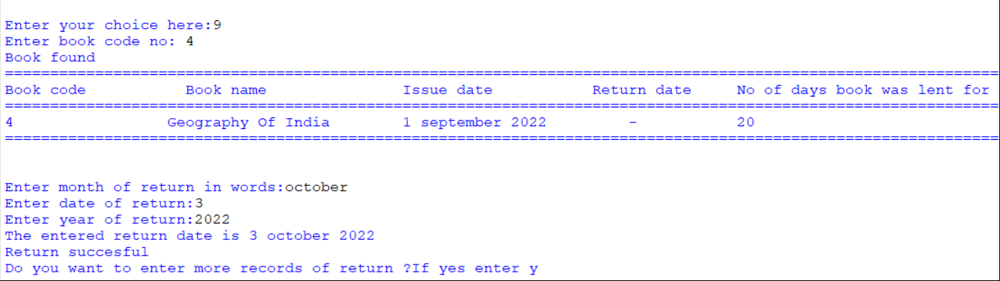 Enter your choice here:9
Enter book code no: 4
Book found
==============================================================================================================
Book code Book name Issue date Return date No of days book was lent for
==============================================================================================================
4 Geography Of India 1 september 2022 - 20
==============================================================================================================
Enter month of return in words:october
Enter date of return:3
Enter year of return:2022
The entered return date is 3 october 2022
Return succesful
Do you want to enter more records of return ?If yes enter y